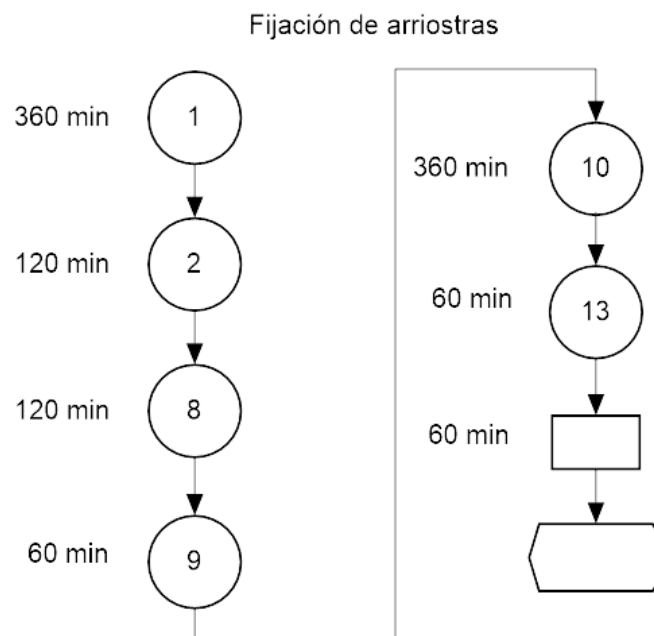 Fijación de arriostras
360 min
1
120 min
2
120 min
8
60 min
9
360 min
10
60 min
13
60 min